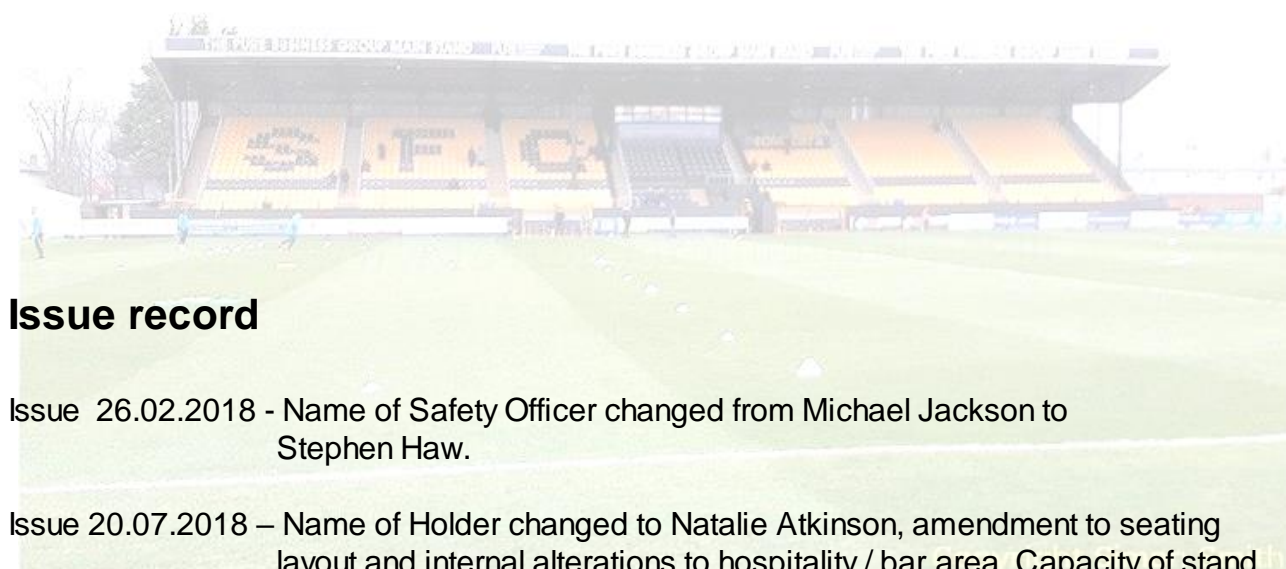 THE PURE BUSINESS GROUP MAIN STAND
S T F C
Issue record
Issue 26.02.2018 - Name of Safety Officer changed from Michael Jackson to
Stephen Haw.
Issue 20.07.2018 – Name of Holder changed to Natalie Atkinson, amendment to seating
layout and internal alterations to hospitality / bar area. Capacity of stand